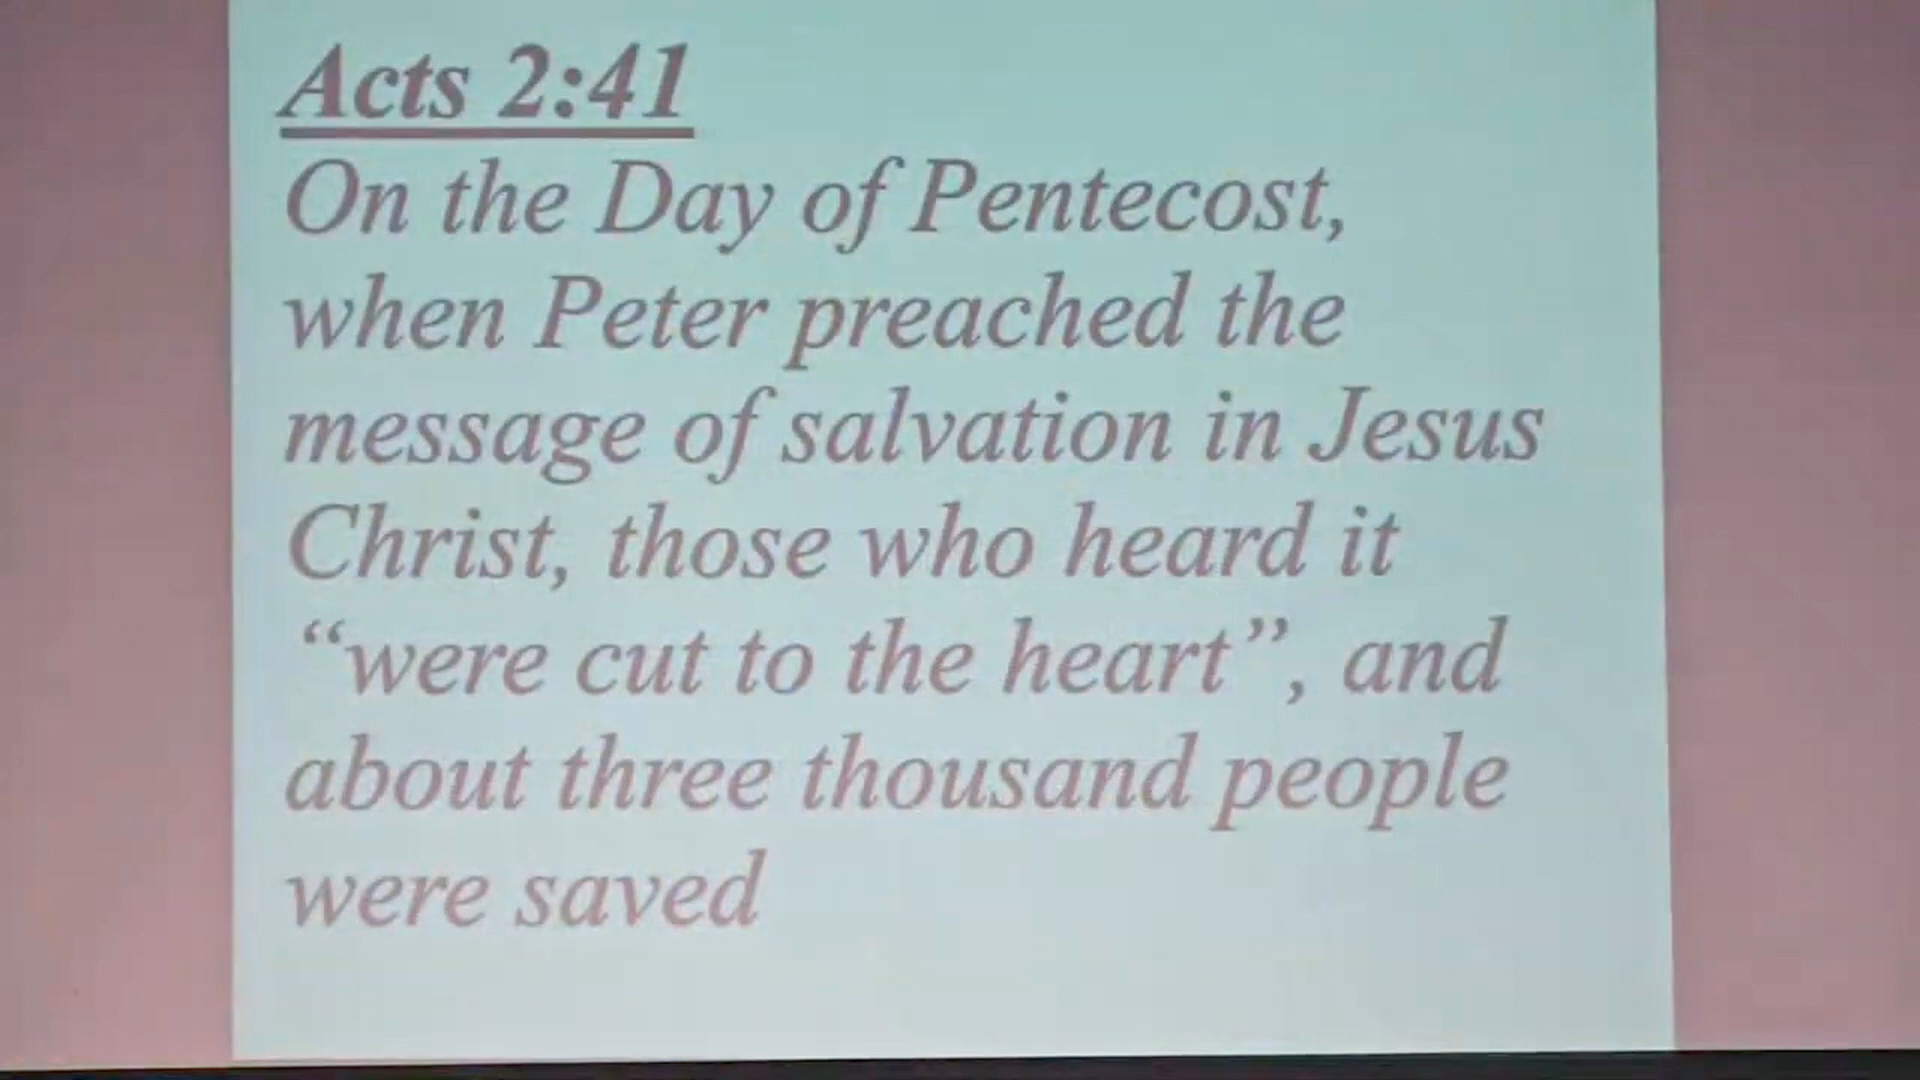 Acts 2:41
On the Day of Pentecost,
when Peter preached the
message of salvation in Jesus
Christ, those who heard it
“were cut to the heart”, and
about three thousand people
were saved